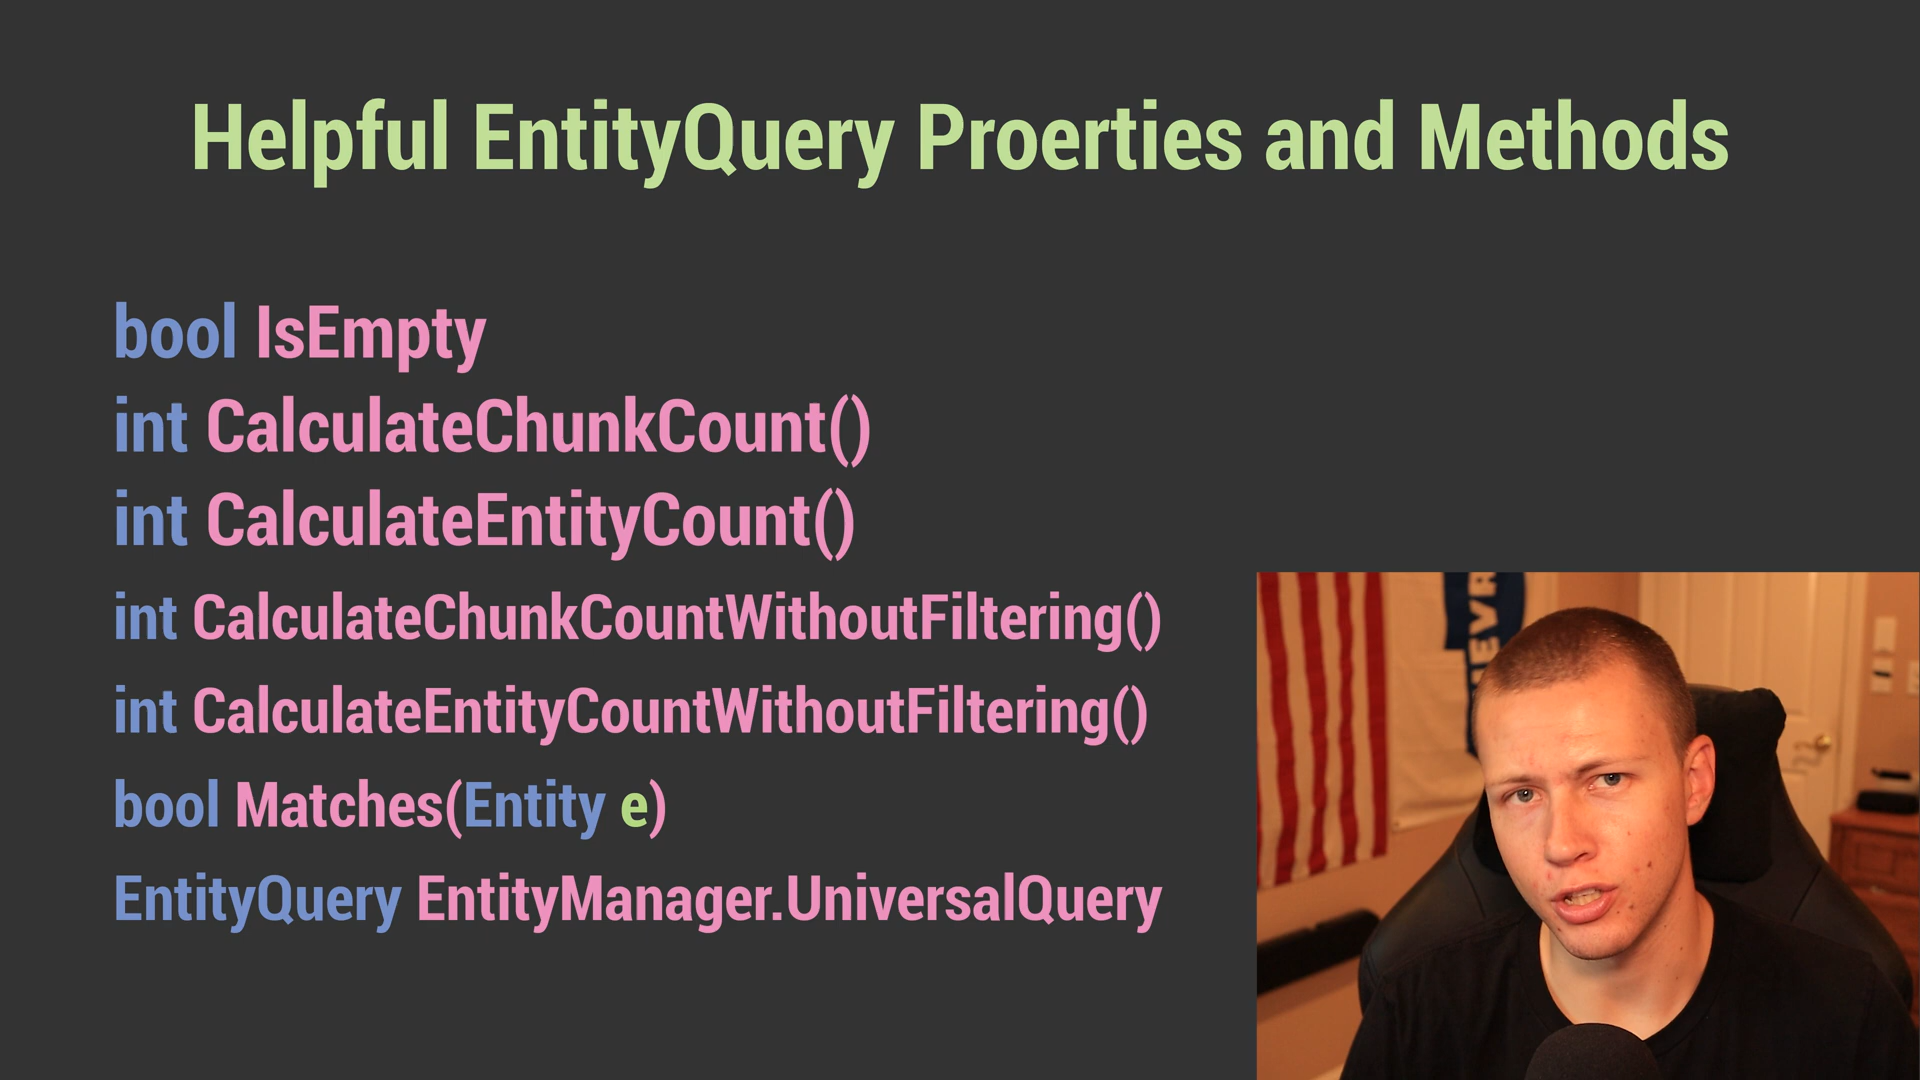 Helpful EntityQuery Proerties and Methods
bool IsEmpty
int CalculateChunkCount()
int CalculateEntityCount()
int CalculateChunkCountWithoutFiltering()
int CalculateEntityCountWithoutFiltering()
bool Matches(Entity e)
EntityQuery EntityManager.UniversalQuery